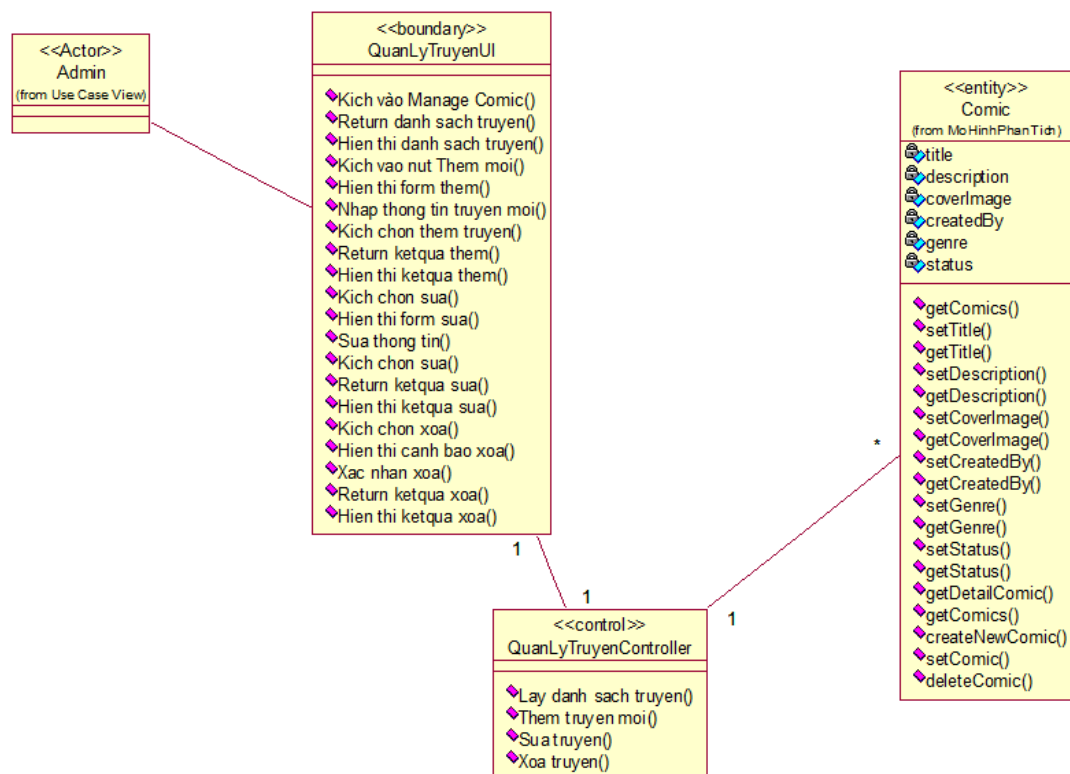 <<Actor>>
Admin
(from Use Case View)
<<boundary>>
QuanLyTruyenUI
Kich vào Manage Comic()
Return danh sach truyen()
Hien thi danh sach truyen()
Kich vao nut Them moi()
Hien thi form them()
Nhap thong tin truyen moi()
Kich chon them truyen()
Return ketqua them()
Hien thi ketqua them()
Kich chon sua()
Hien thi form sua()
Sua thong tin()
Kich chon sua()
Return ketqua sua()
Hien thi ketqua sua()
Kich chon xoa()
Hien thi canh bao xoa()
Xac nhan xoa()
Return ketqua xoa()
Hien thi ketqua xoa()
1
1
<<control>>
QuanLyTruyenController
Lay danh sach truyen()
Them truyen moi()
Sua truyen()
Xoa truyen()
1
*
<<entity>>
Comic
(from MoHinhPhanTich)
title
description
coverImage
createdBy
genre
status
getComics()
setTitle()
getTitle()
setDescription()
getDescription()
setCoverImage()
getCoverImage()
setCreatedBy()
getCreatedBy()
setGenre()
getGenre()
setStatus()
getStatus()
getDetailComic()
getComics()
createNewComic()
setComic()
deleteComic()